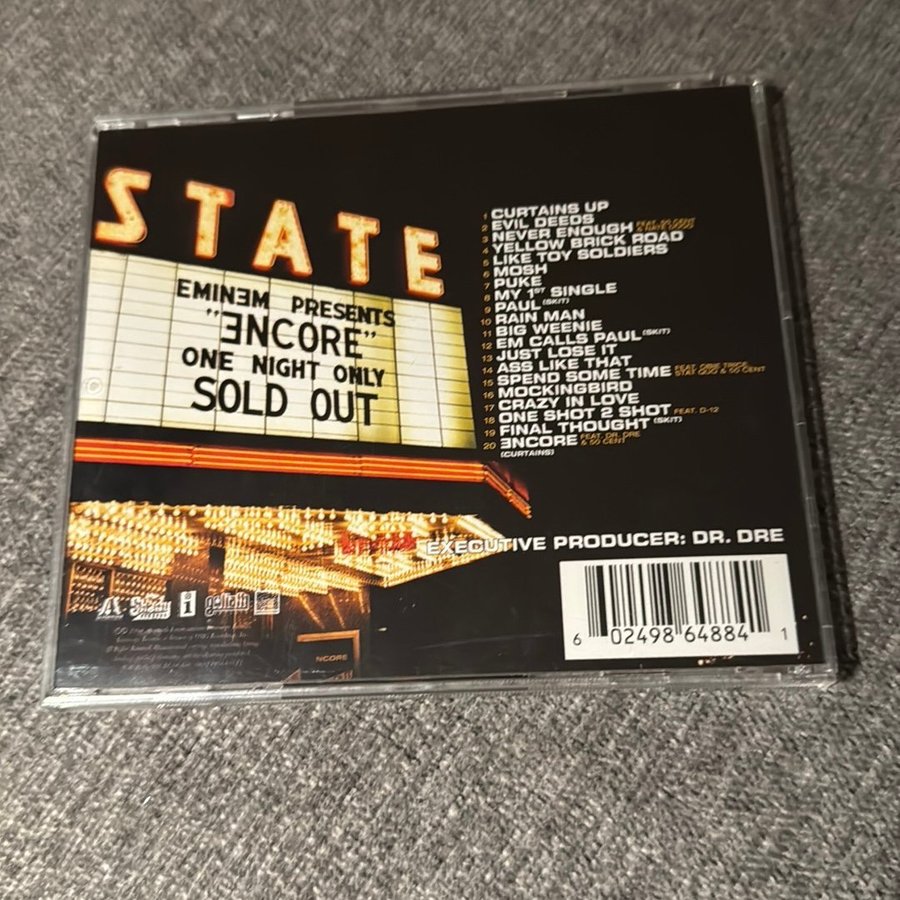 STATE
EMINƎM PRESENTS
"ƎNCORE"
ONE NIGHT ONLY
SOLD OUT
1 CURTAINS UP
2 EVIL DEEDS
3 NEVER ENOUGH FEAT. 50 CENT & NATE DOGG
4 YELLOW BRICK ROAD
5 LIKE TOY SOLDIERS
6 MOSH
7 PUKE
8 MY 1ST SINGLE
9 PAUL (SKIT)
10 RAIN MAN
11 BIG WEENIE
12 EM CALLS PAUL (SKIT)
13 JUST LOSE IT
14 ASS LIKE THAT
15 SPEND SOME TIME FEAT. OBIE TRICE, STAT QUO & 50 CENT
16 MOCKINGBIRD
17 CRAZY IN LOVE
18 ONE SHOT 2 SHOT FEAT. D-12
19 FINAL THOUGHT (SKIT)
20 ƎNCORE FEAT. DR. DRE & 50 CENT
(CURTAINS)
EXECUTIVE PRODUCER: DR. DRE
Shady
goliath
NCORE
6 02498 64884 1